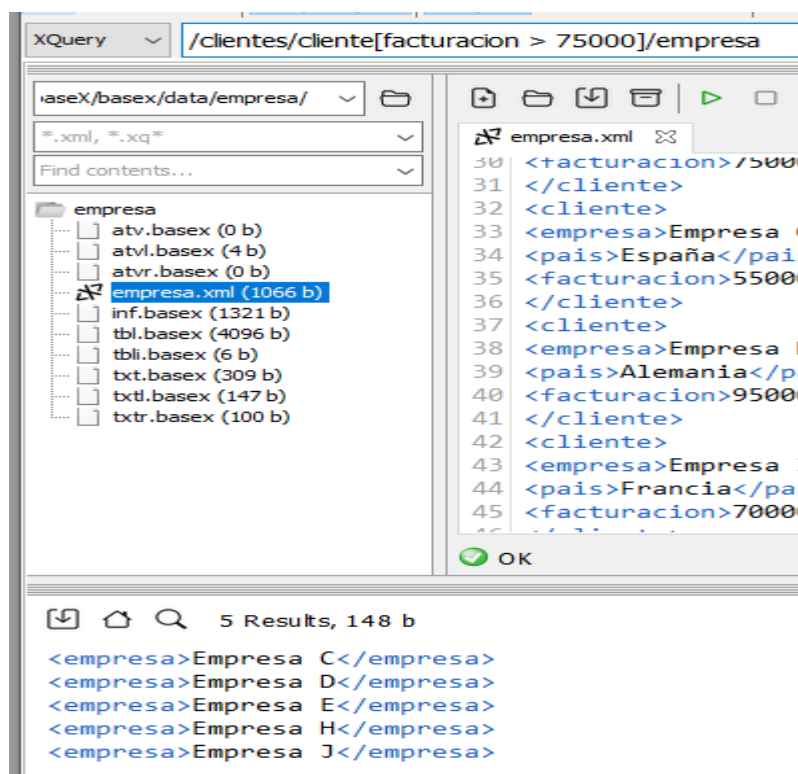 XQuery /clientes/cliente[facturacion > 75000]/empresa
aseX/basex/data/empresa/
*.xml, *.xq*
Find contents...
empresa
atv.basex (0 b)
atvl.basex (4 b)
atvr.basex (0 b)
empresa.xml (1066 b)
inf.basex (1321 b)
tbl.basex (4096 b)
tbli.basex (6 b)
txt.basex (309 b)
txtl.basex (147 b)
txtr.basex (100 b)
empresa.xml
30 <facturacion>7500
31 </cliente>
32 <cliente>
33 <empresa>Empresa
34 <pais>España</pai
35 <facturacion>5500
36 </cliente>
37 <cliente>
38 <empresa>Empresa
39 <pais>Alemania</p
40 <facturacion>9500
41 </cliente>
42 <cliente>
43 <empresa>Empresa
44 <pais>Francia</pa
45 <facturacion>7000
OK
5 Results, 148 b
<empresa>Empresa C</empresa>
<empresa>Empresa D</empresa>
<empresa>Empresa E</empresa>
<empresa>Empresa H</empresa>
<empresa>Empresa J</empresa>